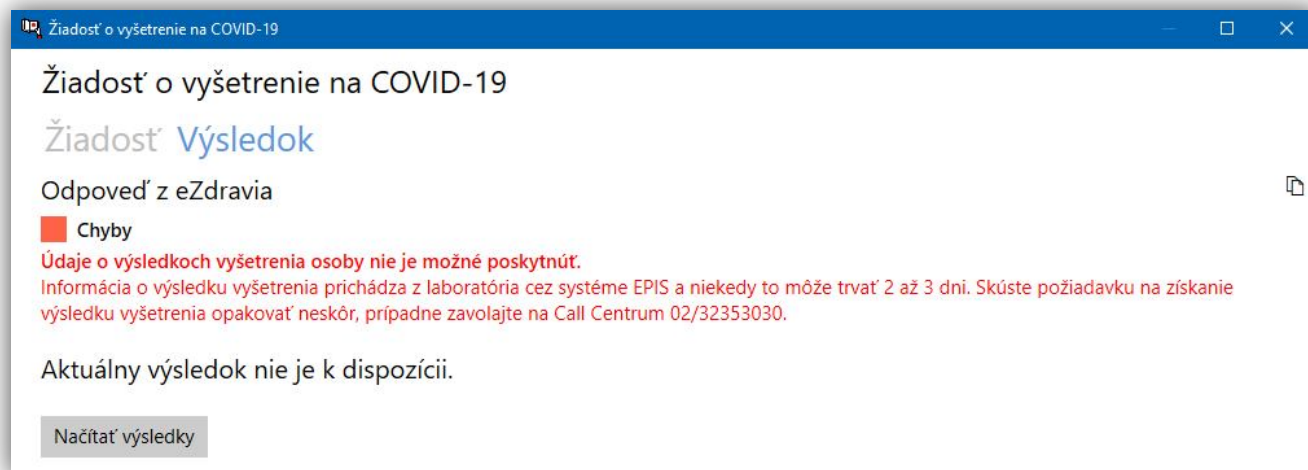 Žiadosť o vyšetrenie na COVID-19
Žiadosť o vyšetrenie na COVID-19
Žiadosť Výsledok
Odpoveď z eZdravia
Chyby
Údaje o výsledkoch vyšetrenia osoby nie je možné poskytnúť.
Informácia o výsledku vyšetrenia prichádza z laboratória cez systéme EPIS a niekedy to môže trvať 2 až 3 dni. Skúste požiadavku na získanie
výsledku vyšetrenia opakovať neskôr, prípadne zavolajte na Call Centrum 02/32353030.
Aktuálny výsledok nie je k dispozícii.
Načítať výsledky